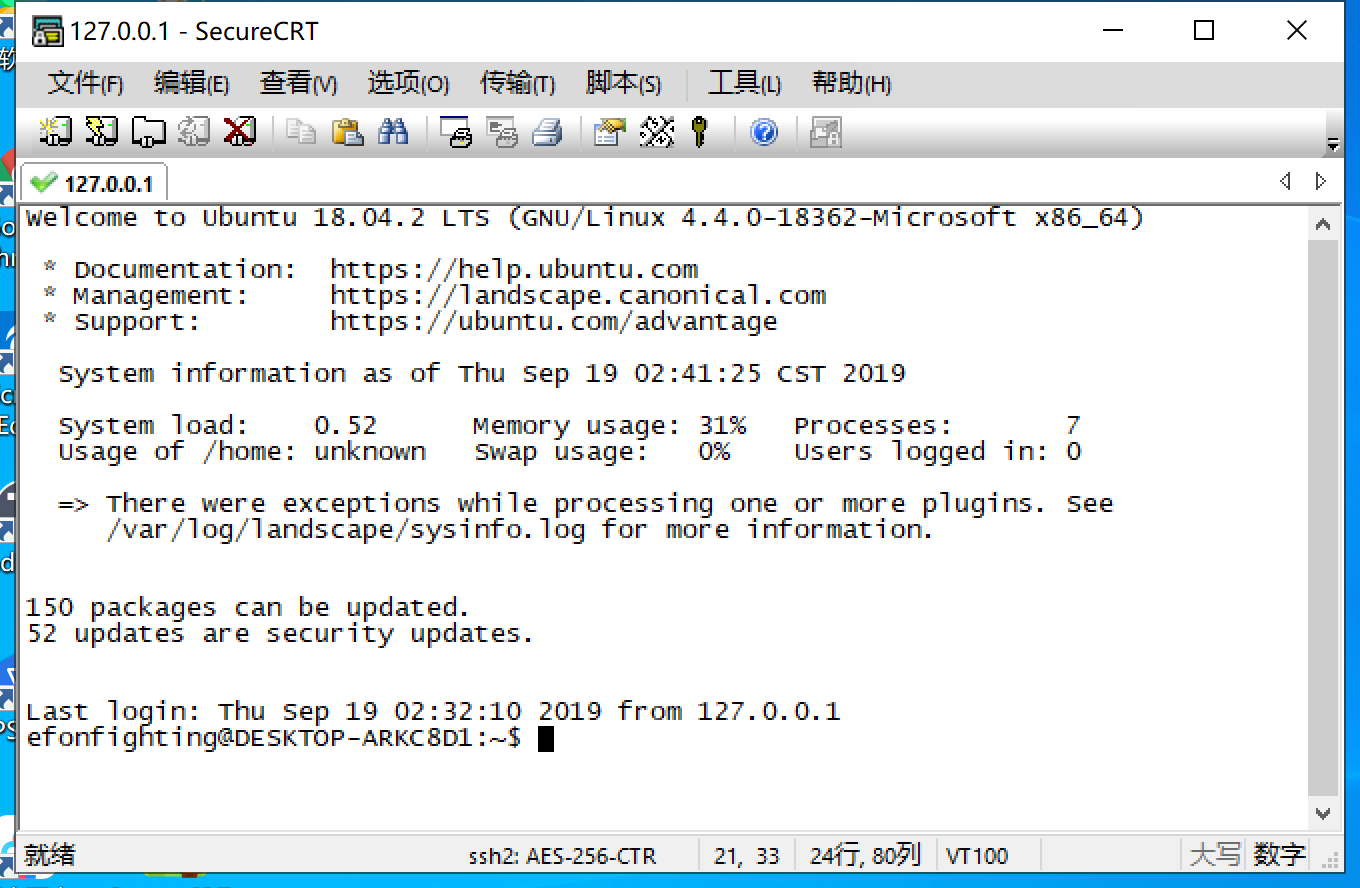 127.0.0.1 - SecureCRT
文件(F) 编辑(E) 查看(V) 选项(O) 传输(T) 脚本(S) 工具(L) 帮助(H)
127.0.0.1
Welcome to Ubuntu 18.04.2 LTS (GNU/Linux 4.4.0-18362-Microsoft x86_64)
* Documentation:  https://help.ubuntu.com
* Management:     https://landscape.canonical.com
* Support:        https://ubuntu.com/advantage
System information as of Thu Sep 19 02:41:25 CST 2019
System load:    0.52      Memory usage: 31%   Processes:       7
Usage of /home: unknown   Swap usage:   0%    Users logged in: 0
=> There were exceptions while processing one or more plugins. See
/var/log/landscape/sysinfo.log for more information.
150 packages can be updated.
52 updates are security updates.
Last login: Thu Sep 19 02:32:10 2019 from 127.0.0.1
efonfighting@DESKTOP-ARKC8D1:~$
就绪 ssh2: AES-256-CTR 21, 33 24行, 80列 VT100 大写 数字